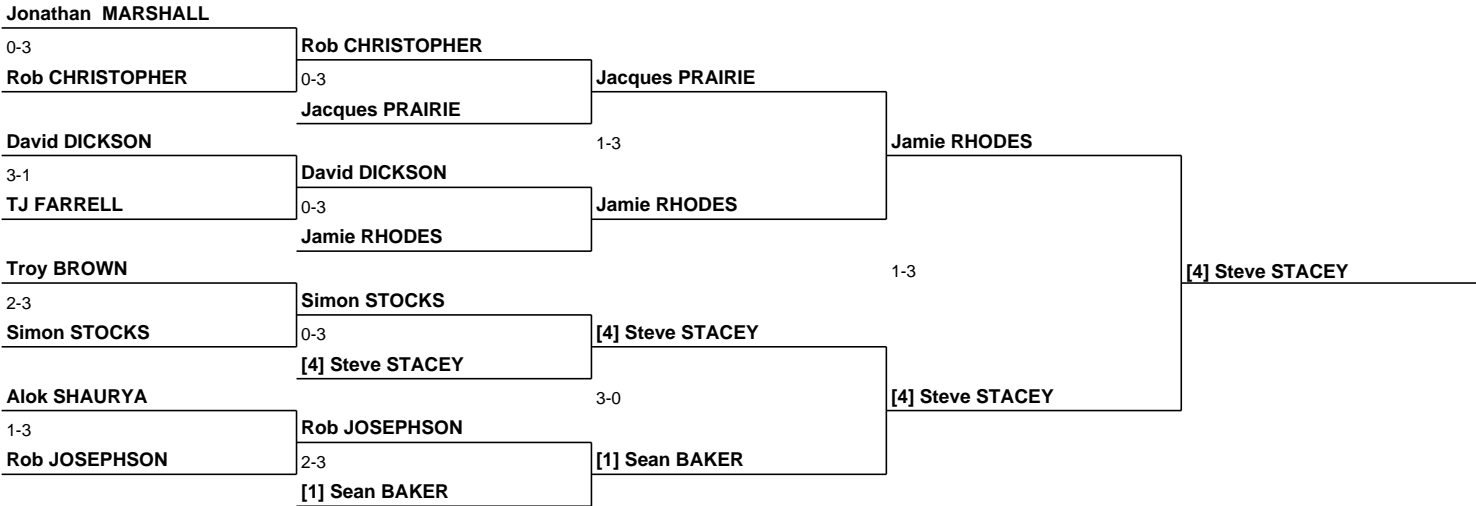 Jonathan  MARSHALL
0-3
Rob CHRISTOPHER
Rob CHRISTOPHER
0-3
Jacques PRAIRIE
Jacques PRAIRIE
David DICKSON
3-1
TJ FARRELL
David DICKSON
0-3
Jamie RHODES
1-3
Jamie RHODES
Jamie RHODES
Troy BROWN
2-3
Simon STOCKS
Simon STOCKS
0-3
[4] Steve STACEY
[4] Steve STACEY
Alok SHAURYA
1-3
Rob JOSEPHSON
Rob JOSEPHSON
2-3
[1] Sean BAKER
3-0
[1] Sean BAKER
[4] Steve STACEY
1-3
[4] Steve STACEY